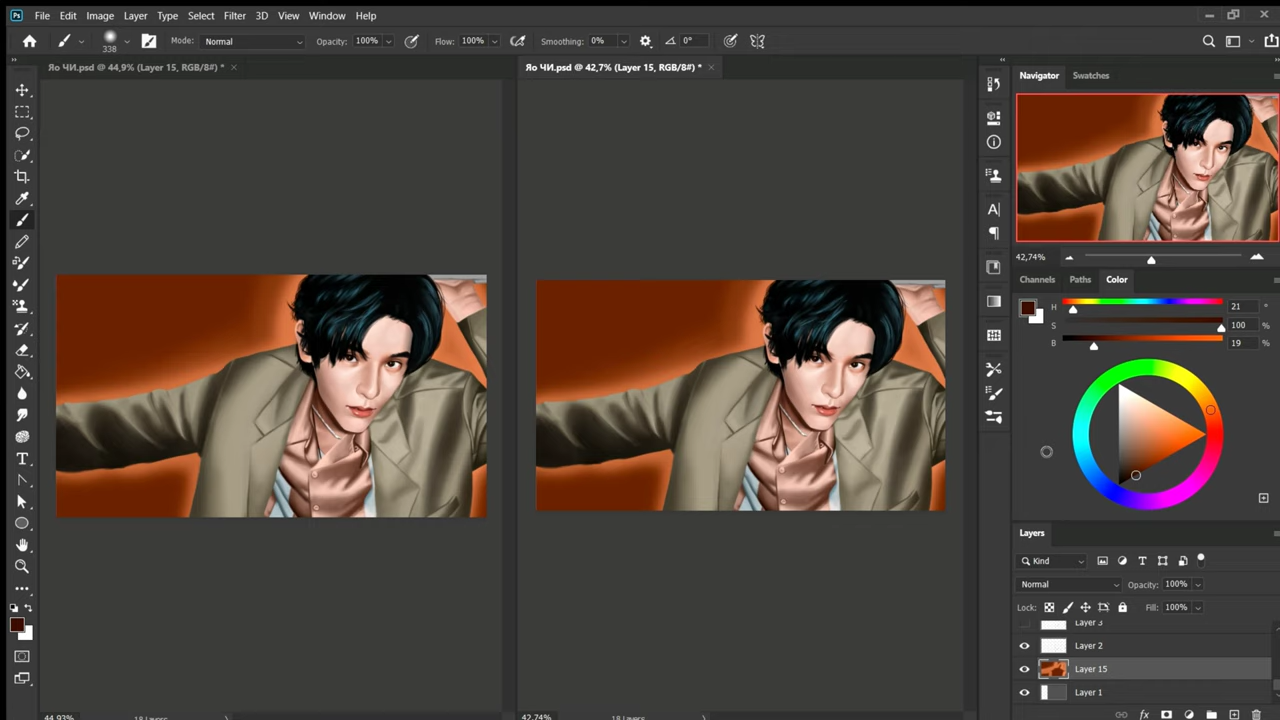 Ps File Edit Image Layer Type Select Filter 3D View Window Help
338 Mode: Normal Opacity: 100% Flow: 100% Smoothing: 0% 0°
Яо ЧИ.psd @ 44,9% (Layer 15, RGB/8#) * ×
Яо ЧИ.psd @ 42,7% (Layer 15, RGB/8#) * ×
Navigator Swatches
42,74%
Channels Paths Color
H 21 °
S 100 %
B 19 %
Layers
Kind
Normal Opacity: 100%
Lock: Fill: 100%
Layer 3
Layer 2
Layer 15
Layer 1
fx
44,93% 18 Layers
42,74% 18 Layers